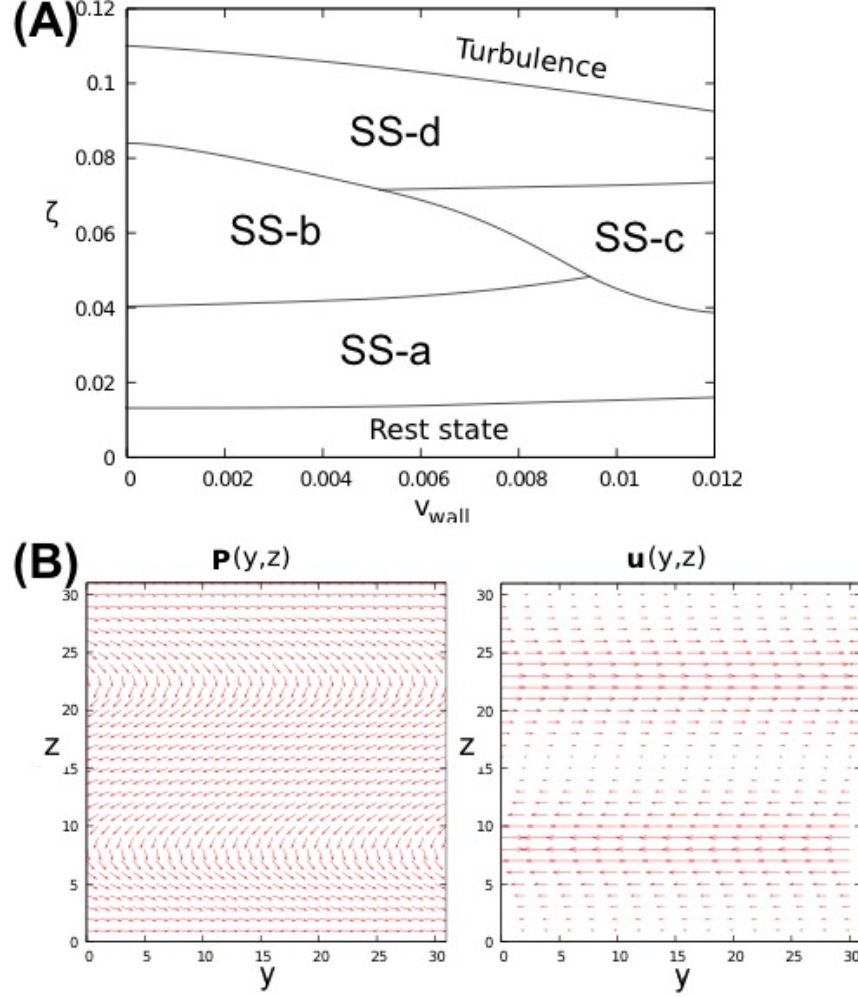 (A)
0.12
0.1
0.08
0.06
0.04
0.02
0
ζ
Turbulence
SS-d
SS-b
SS-c
SS-a
Rest state
0 0.002 0.004 0.006 0.008 0.01 0.012
v_wall
(B)
P(y,z)
30
25
20
15
10
5
0
z
0 5 10 15 20 25 30
y
u(y,z)
30
25
20
15
10
5
0
z
0 5 10 15 20 25 30
y